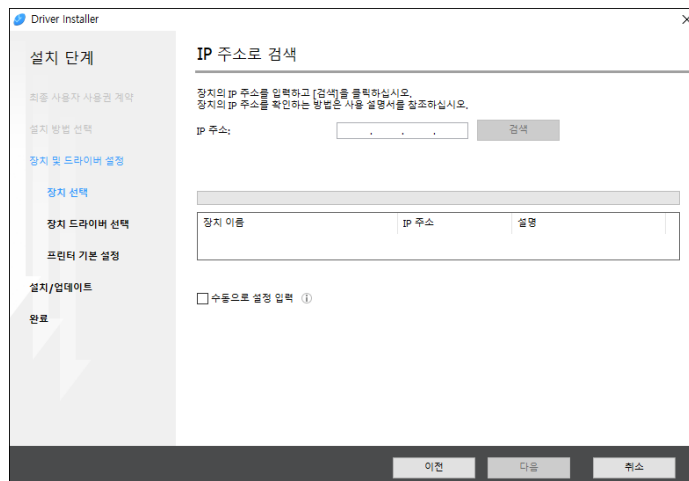 Driver Installer
설치 단계
최종 사용자 사용권 계약
설치 방법 선택
장치 및 드라이버 설정
장치 선택
장치 드라이버 선택
프린터 기본 설정
설치/업데이트
완료
IP 주소로 검색
장치의 IP 주소를 입력하고 [검색]을 클릭하십시오.
장치의 IP 주소를 확인하는 방법은 사용 설명서를 참조하십시오.
IP 주소: . . . 검색
장치 이름 IP 주소 설명
수동으로 설정 입력
이전 다음 취소